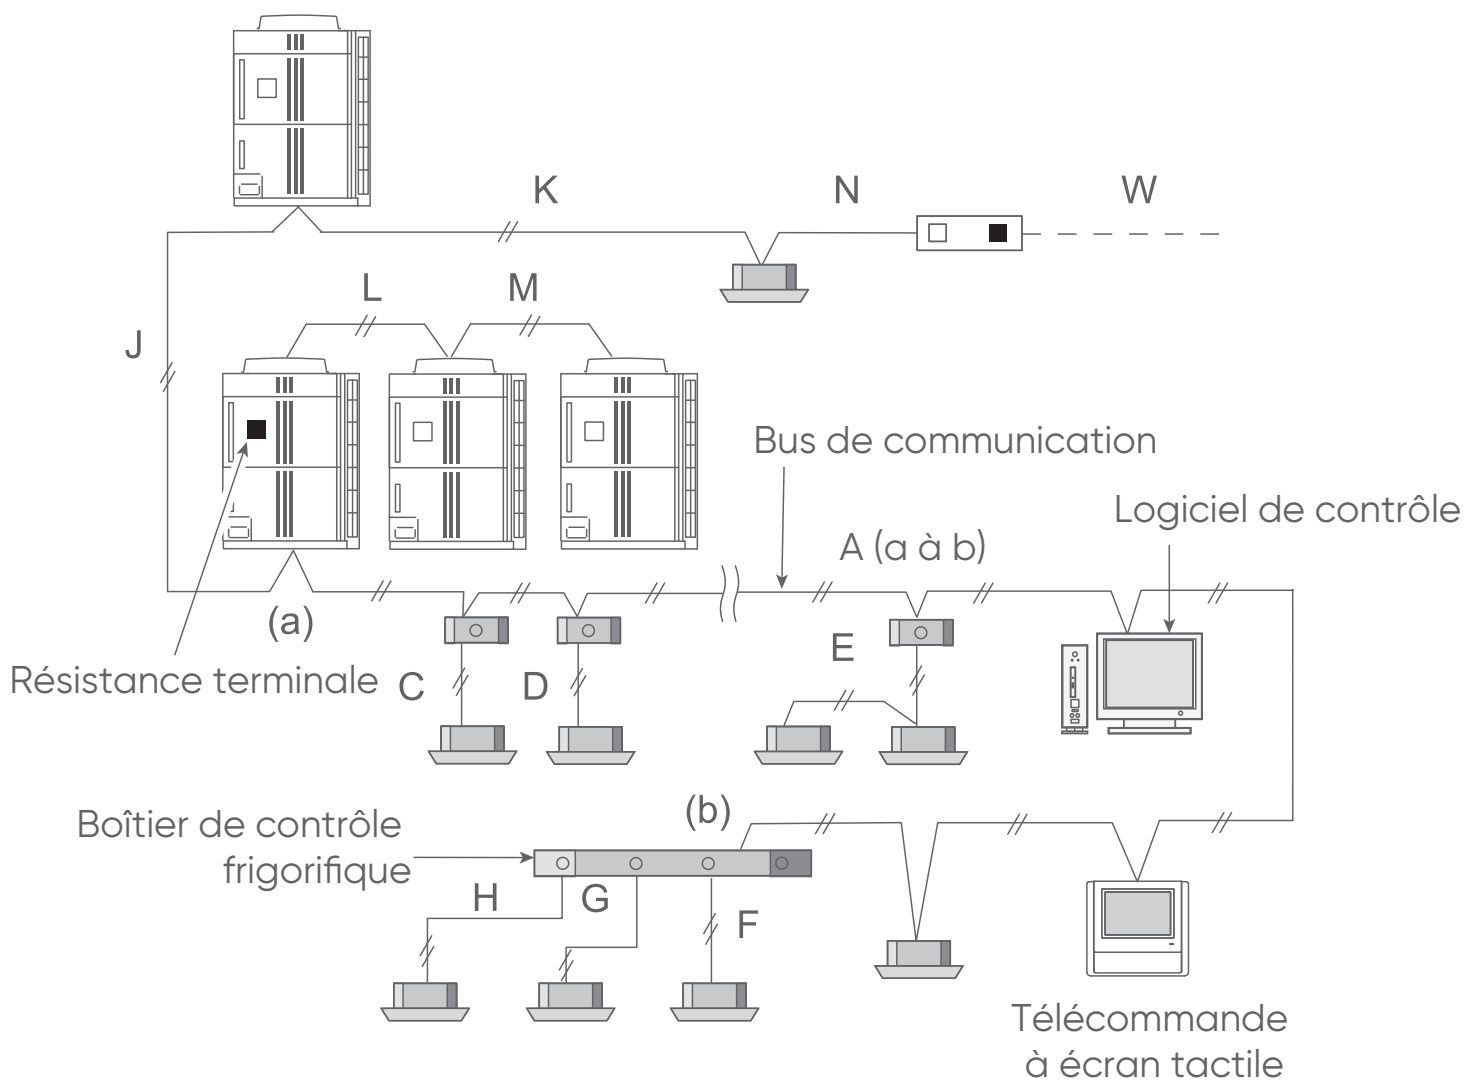 K
N
W
L
M
J
Bus de communication
Logiciel de contrôle
A (a à b)
(a)
E
Résistance terminale
C
D
(b)
Boîtier de contrôle
frigorifique
H
G
F
Télécommande
à écran tactile